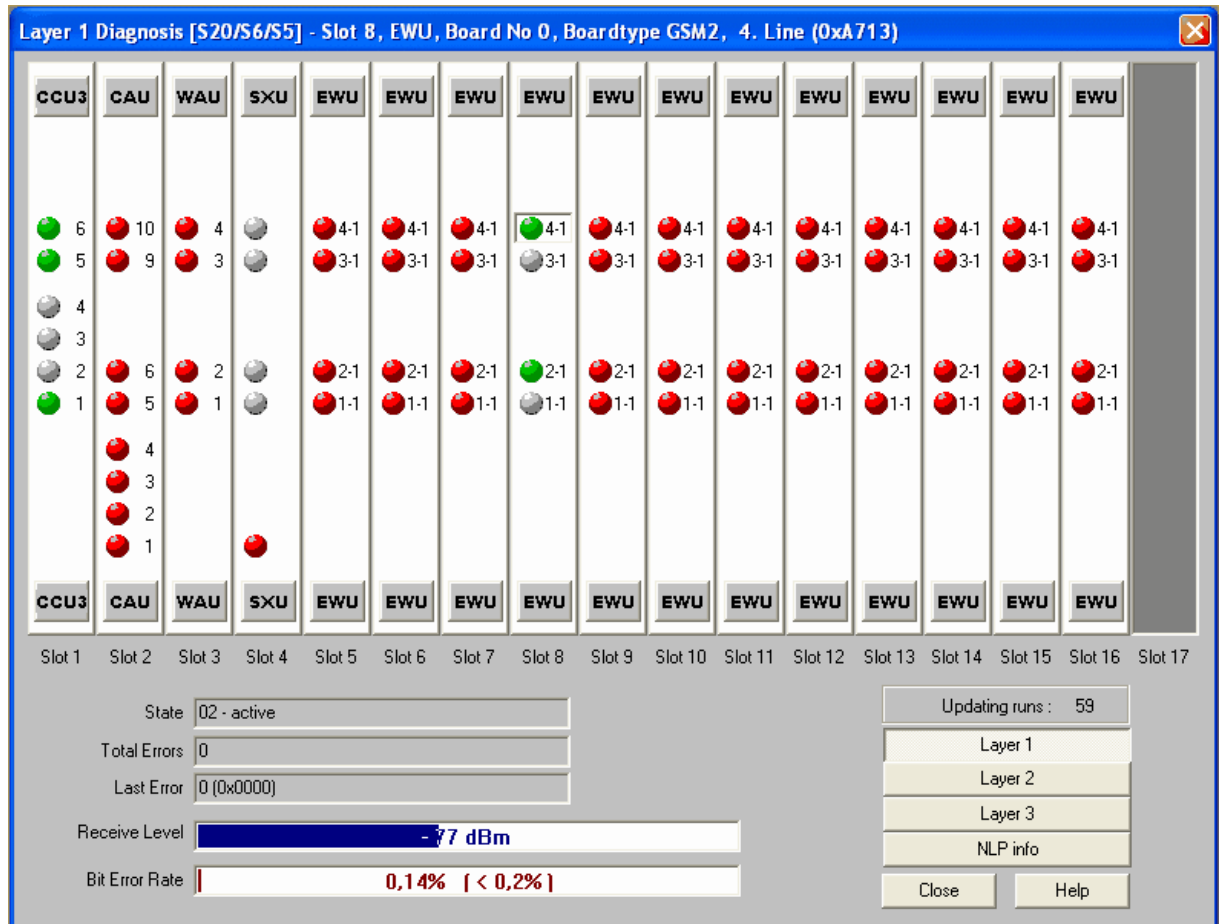 Layer 1 Diagnosis [S20/S6/S5] - Slot 8, EWU, Board No 0, Boardtype GSM2, 4. Line (0xA713)
CCU3 CAU WAU SXU EWU EWU EWU EWU EWU EWU EWU EWU EWU EWU EWU EWU
6 10 4 4-1 4-1 4-1 4-1 4-1 4-1 4-1 4-1 4-1 4-1 4-1 4-1
5 9 3 3-1 3-1 3-1 3-1 3-1 3-1 3-1 3-1 3-1 3-1 3-1 3-1
4
3
2 6 2 2-1 2-1 2-1 2-1 2-1 2-1 2-1 2-1 2-1 2-1 2-1 2-1
1 5 1 1-1 1-1 1-1 1-1 1-1 1-1 1-1 1-1 1-1 1-1 1-1 1-1
4
3
2
1
CCU3 CAU WAU SXU EWU EWU EWU EWU EWU EWU EWU EWU EWU EWU EWU EWU
Slot 1 Slot 2 Slot 3 Slot 4 Slot 5 Slot 6 Slot 7 Slot 8 Slot 9 Slot 10 Slot 11 Slot 12 Slot 13 Slot 14 Slot 15 Slot 16 Slot 17
State 02 - active
Total Errors 0
Last Error 0 (0x0000)
Receive Level - 77 dBm
Bit Error Rate 0,14% ( < 0,2% )
Updating runs : 59
Layer 1
Layer 2
Layer 3
NLP info
Close Help